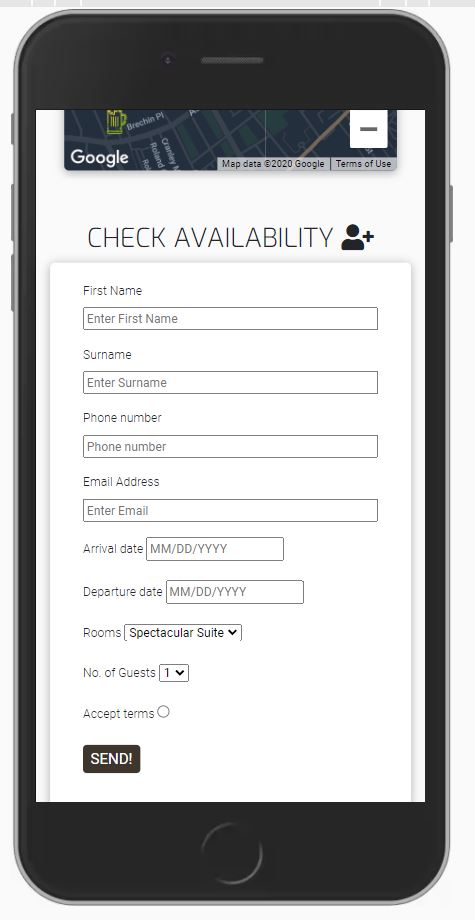 Brechin Pl
Cranley M
Roland
Google
Map data ©2020 Google
Terms of Use
CHECK AVAILABILITY
First Name
Enter First Name
Surname
Enter Surname
Phone number
Phone number
Email Address
Enter Email
Arrival date MM/DD/YYYY
Departure date MM/DD/YYYY
Rooms Spectacular Suite
No. of Guests 1
Accept terms
SEND!